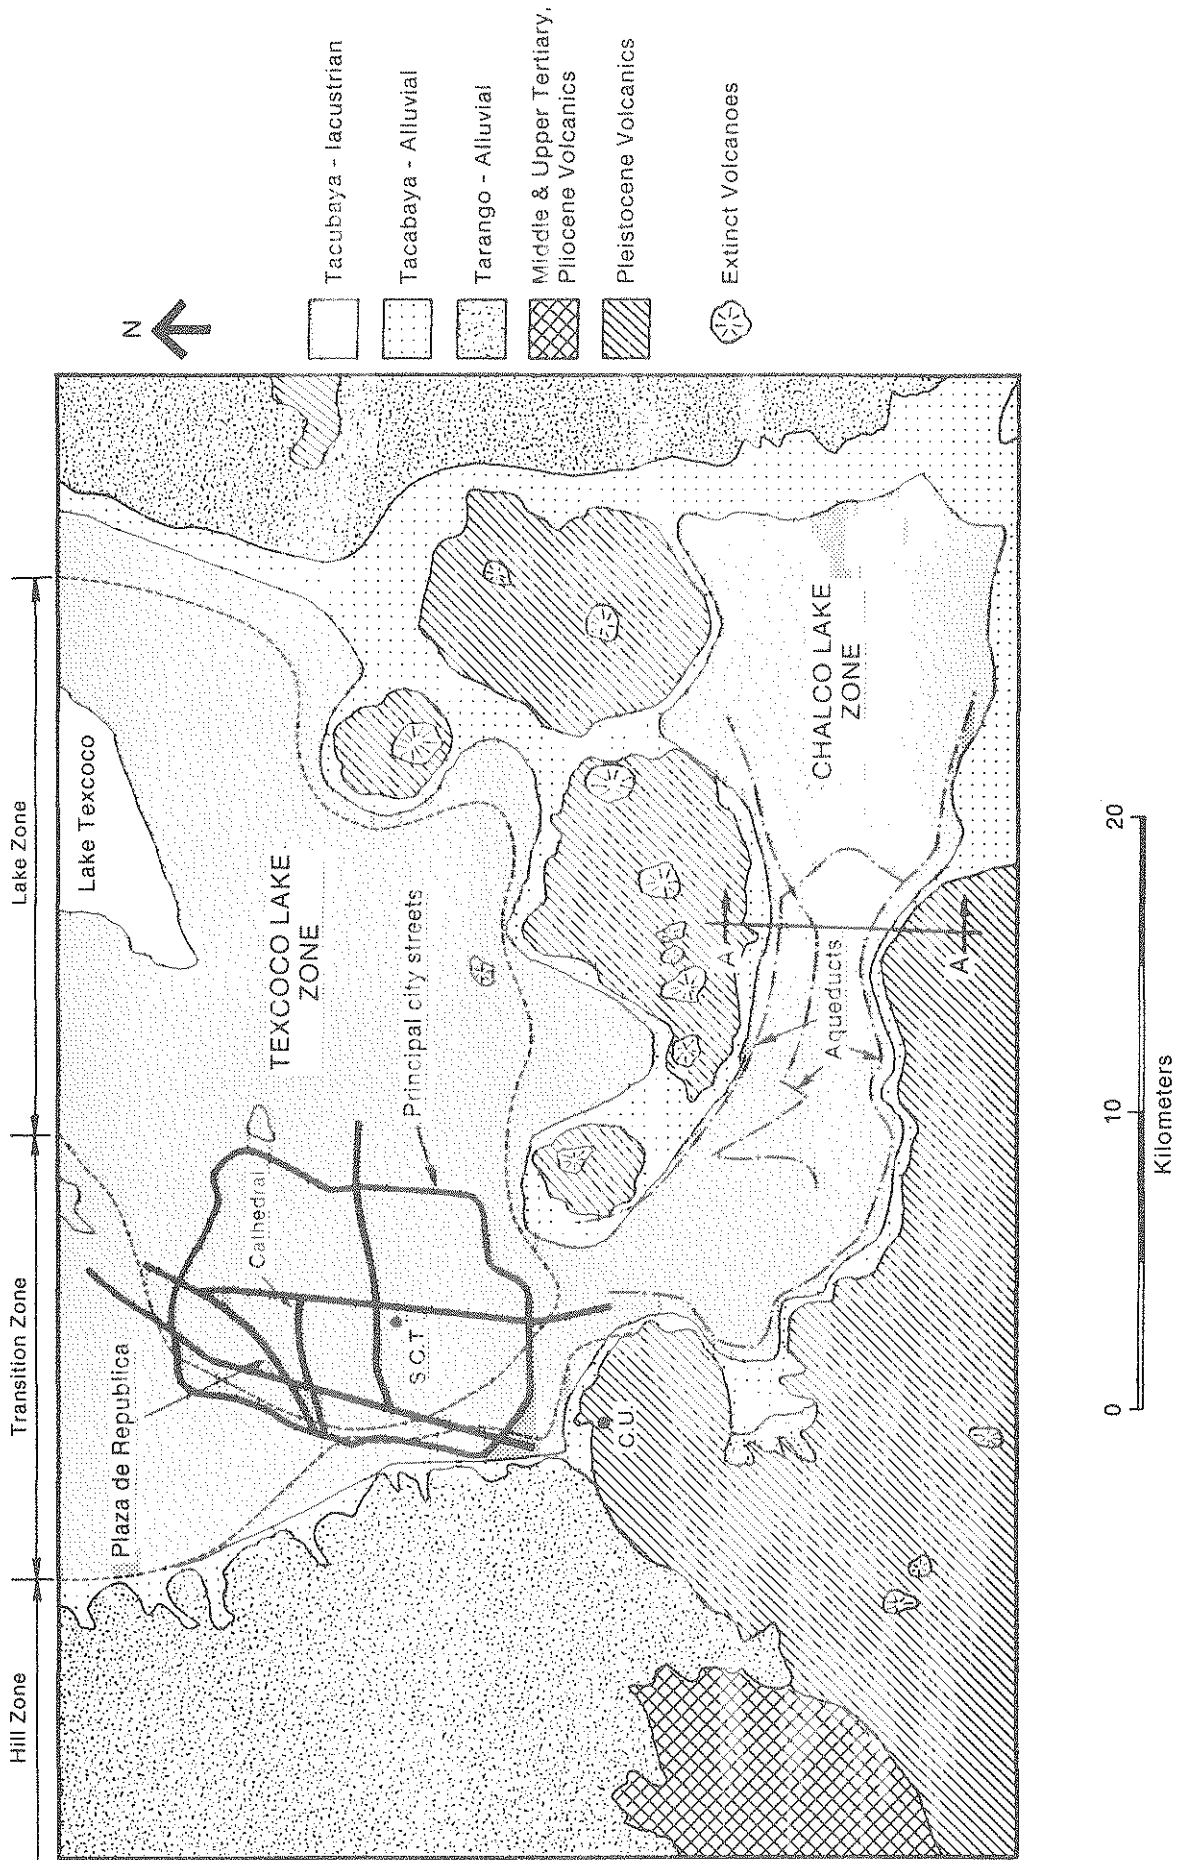 Hill Zone
Transition Zone
Lake Zone
Plaza de Republica
Cathedral
Lake Texcoco
TEXCOCO LAKE
ZONE
Principal city streets
S.C.T.
C.U.
A
A
Aqueducts
CHALCO LAKE
ZONE
N
Tacubaya - lacustrian
Tacabaya - Alluvial
Tarango - Alluvial
Middle & Upper Tertiary,
Pliocene Volcanics
Pleistocene Volcanics
Extinct Volcanoes
0
10
20
Kilometers